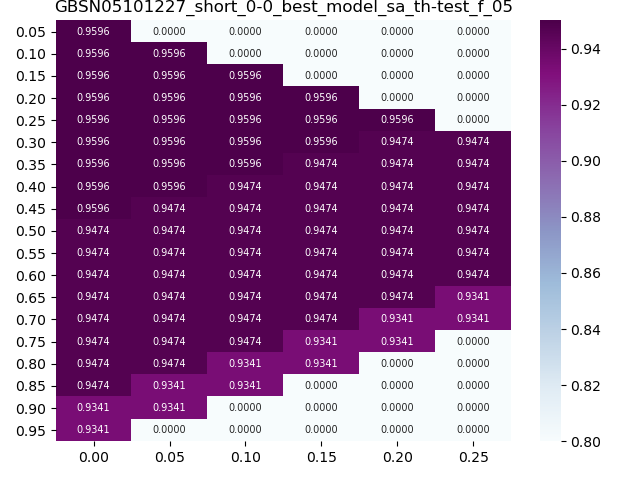 GBSN05101227_short_0-0_best_model_sa_th-test_f_05
0.05 0.9596 0.0000 0.0000 0.0000 0.0000 0.0000
0.10 0.9596 0.9596 0.0000 0.0000 0.0000 0.0000
0.15 0.9596 0.9596 0.9596 0.0000 0.0000 0.0000
0.20 0.9596 0.9596 0.9596 0.9596 0.0000 0.0000
0.25 0.9596 0.9596 0.9596 0.9596 0.9596 0.0000
0.30 0.9596 0.9596 0.9596 0.9596 0.9474 0.9474
0.35 0.9596 0.9596 0.9596 0.9474 0.9474 0.9474
0.40 0.9596 0.9596 0.9474 0.9474 0.9474 0.9474
0.45 0.9596 0.9474 0.9474 0.9474 0.9474 0.9474
0.50 0.9474 0.9474 0.9474 0.9474 0.9474 0.9474
0.55 0.9474 0.9474 0.9474 0.9474 0.9474 0.9474
0.60 0.9474 0.9474 0.9474 0.9474 0.9474 0.9474
0.65 0.9474 0.9474 0.9474 0.9474 0.9474 0.9341
0.70 0.9474 0.9474 0.9474 0.9474 0.9341 0.9341
0.75 0.9474 0.9474 0.9474 0.9341 0.9341 0.0000
0.80 0.9474 0.9474 0.9341 0.9341 0.0000 0.0000
0.85 0.9474 0.9341 0.9341 0.0000 0.0000 0.0000
0.90 0.9341 0.9341 0.0000 0.0000 0.0000 0.0000
0.95 0.9341 0.0000 0.0000 0.0000 0.0000 0.0000
0.00 0.05 0.10 0.15 0.20 0.25
0.94
0.92
0.90
0.88
0.86
0.84
0.82
0.80